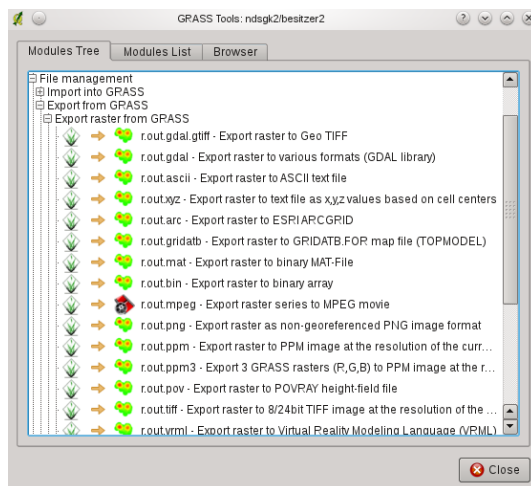 GRASS Tools: ndsgk2/besitzer2
Modules Tree Modules List Browser
File management
Import into GRASS
Export from GRASS
Export raster from GRASS
r.out.gdal.gtiff - Export raster to Geo TIFF
r.out.gdal - Export raster to various formats (GDAL library)
r.out.ascii - Export raster to ASCII text file
r.out.xyz - Export raster to text file as x,y,z values based on cell centers
r.out.arc - Export raster to ESRI ARCGRID
r.out.gridatb - Export raster to GRIDATB.FOR map file (TOPMODEL)
r.out.mat - Export raster to binary MAT-File
r.out.bin - Export raster to binary array
r.out.mpeg - Export raster series to MPEG movie
r.out.png - Export raster as non-georeferenced PNG image format
r.out.ppm - Export raster to PPM image at the resolution of the curr...
r.out.ppm3 - Export 3 GRASS rasters (R,G,B) to PPM image at the r...
r.out.pov - Export raster to POVRAY height-field file
r.out.tiff - Export raster to 8/24bit TIFF image at the resolution of the ...
r.out.vrml - Export raster to Virtual Reality Modeling Language (VRML)
Close